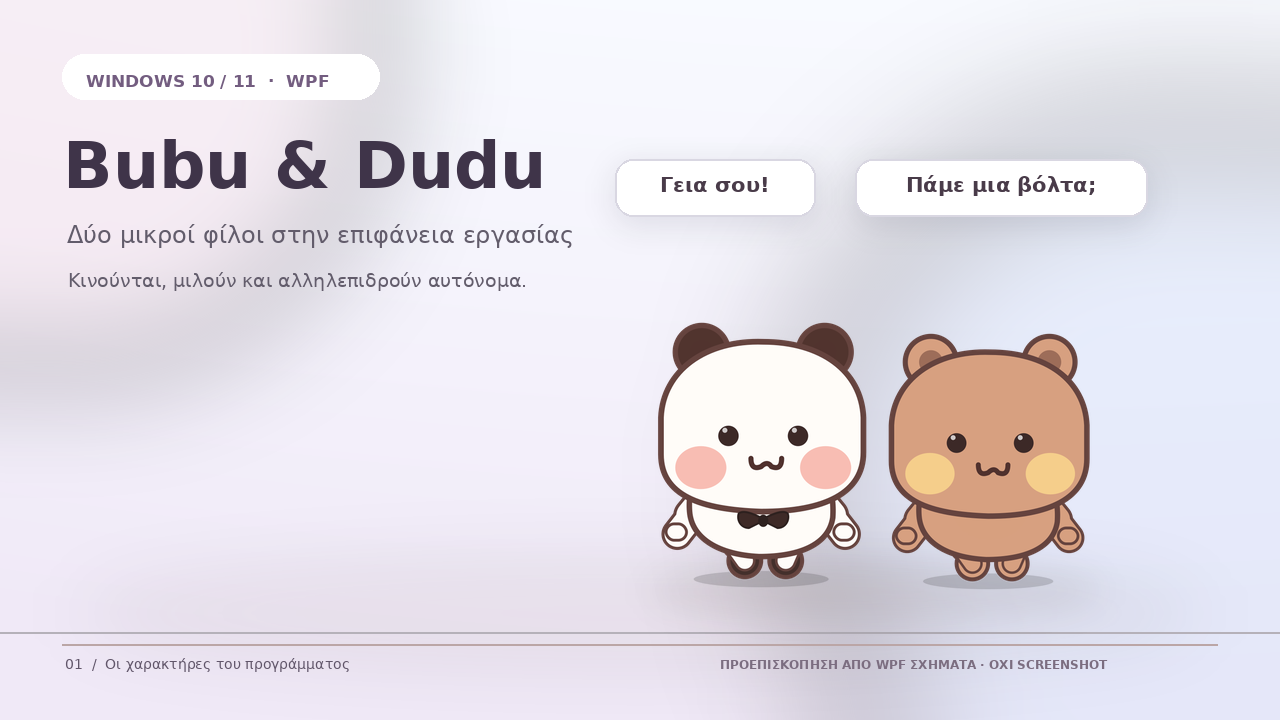 WINDOWS 10 / 11 · WPF
Bubu & Dudu
Δύο μικροί φίλοι στην επιφάνεια εργασίας
Κινούνται, μιλούν και αλληλεπιδρούν αυτόνομα.
Γεια σου!
Πάμε μια βόλτα;
01 / Οι χαρακτήρες του προγράμματος
ΠΡΟΕΠΙΣΚΟΠΗΣΗ ΑΠΟ WPF ΣΧΗΜΑΤΑ · ΟΧΙ SCREENSHOT